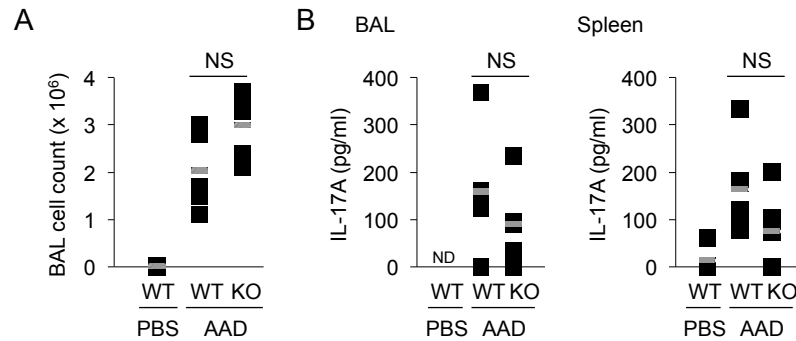 A
NS
BAL cell count (x 10⁶)
4
3
2
1
0
WT
WT KO
PBS
AAD
B
BAL
NS
IL-17A (pg/ml)
400
300
200
100
0
ND
WT
WT KO
PBS
AAD
Spleen
NS
IL-17A (pg/ml)
400
300
200
100
0
WT
WT KO
PBS
AAD